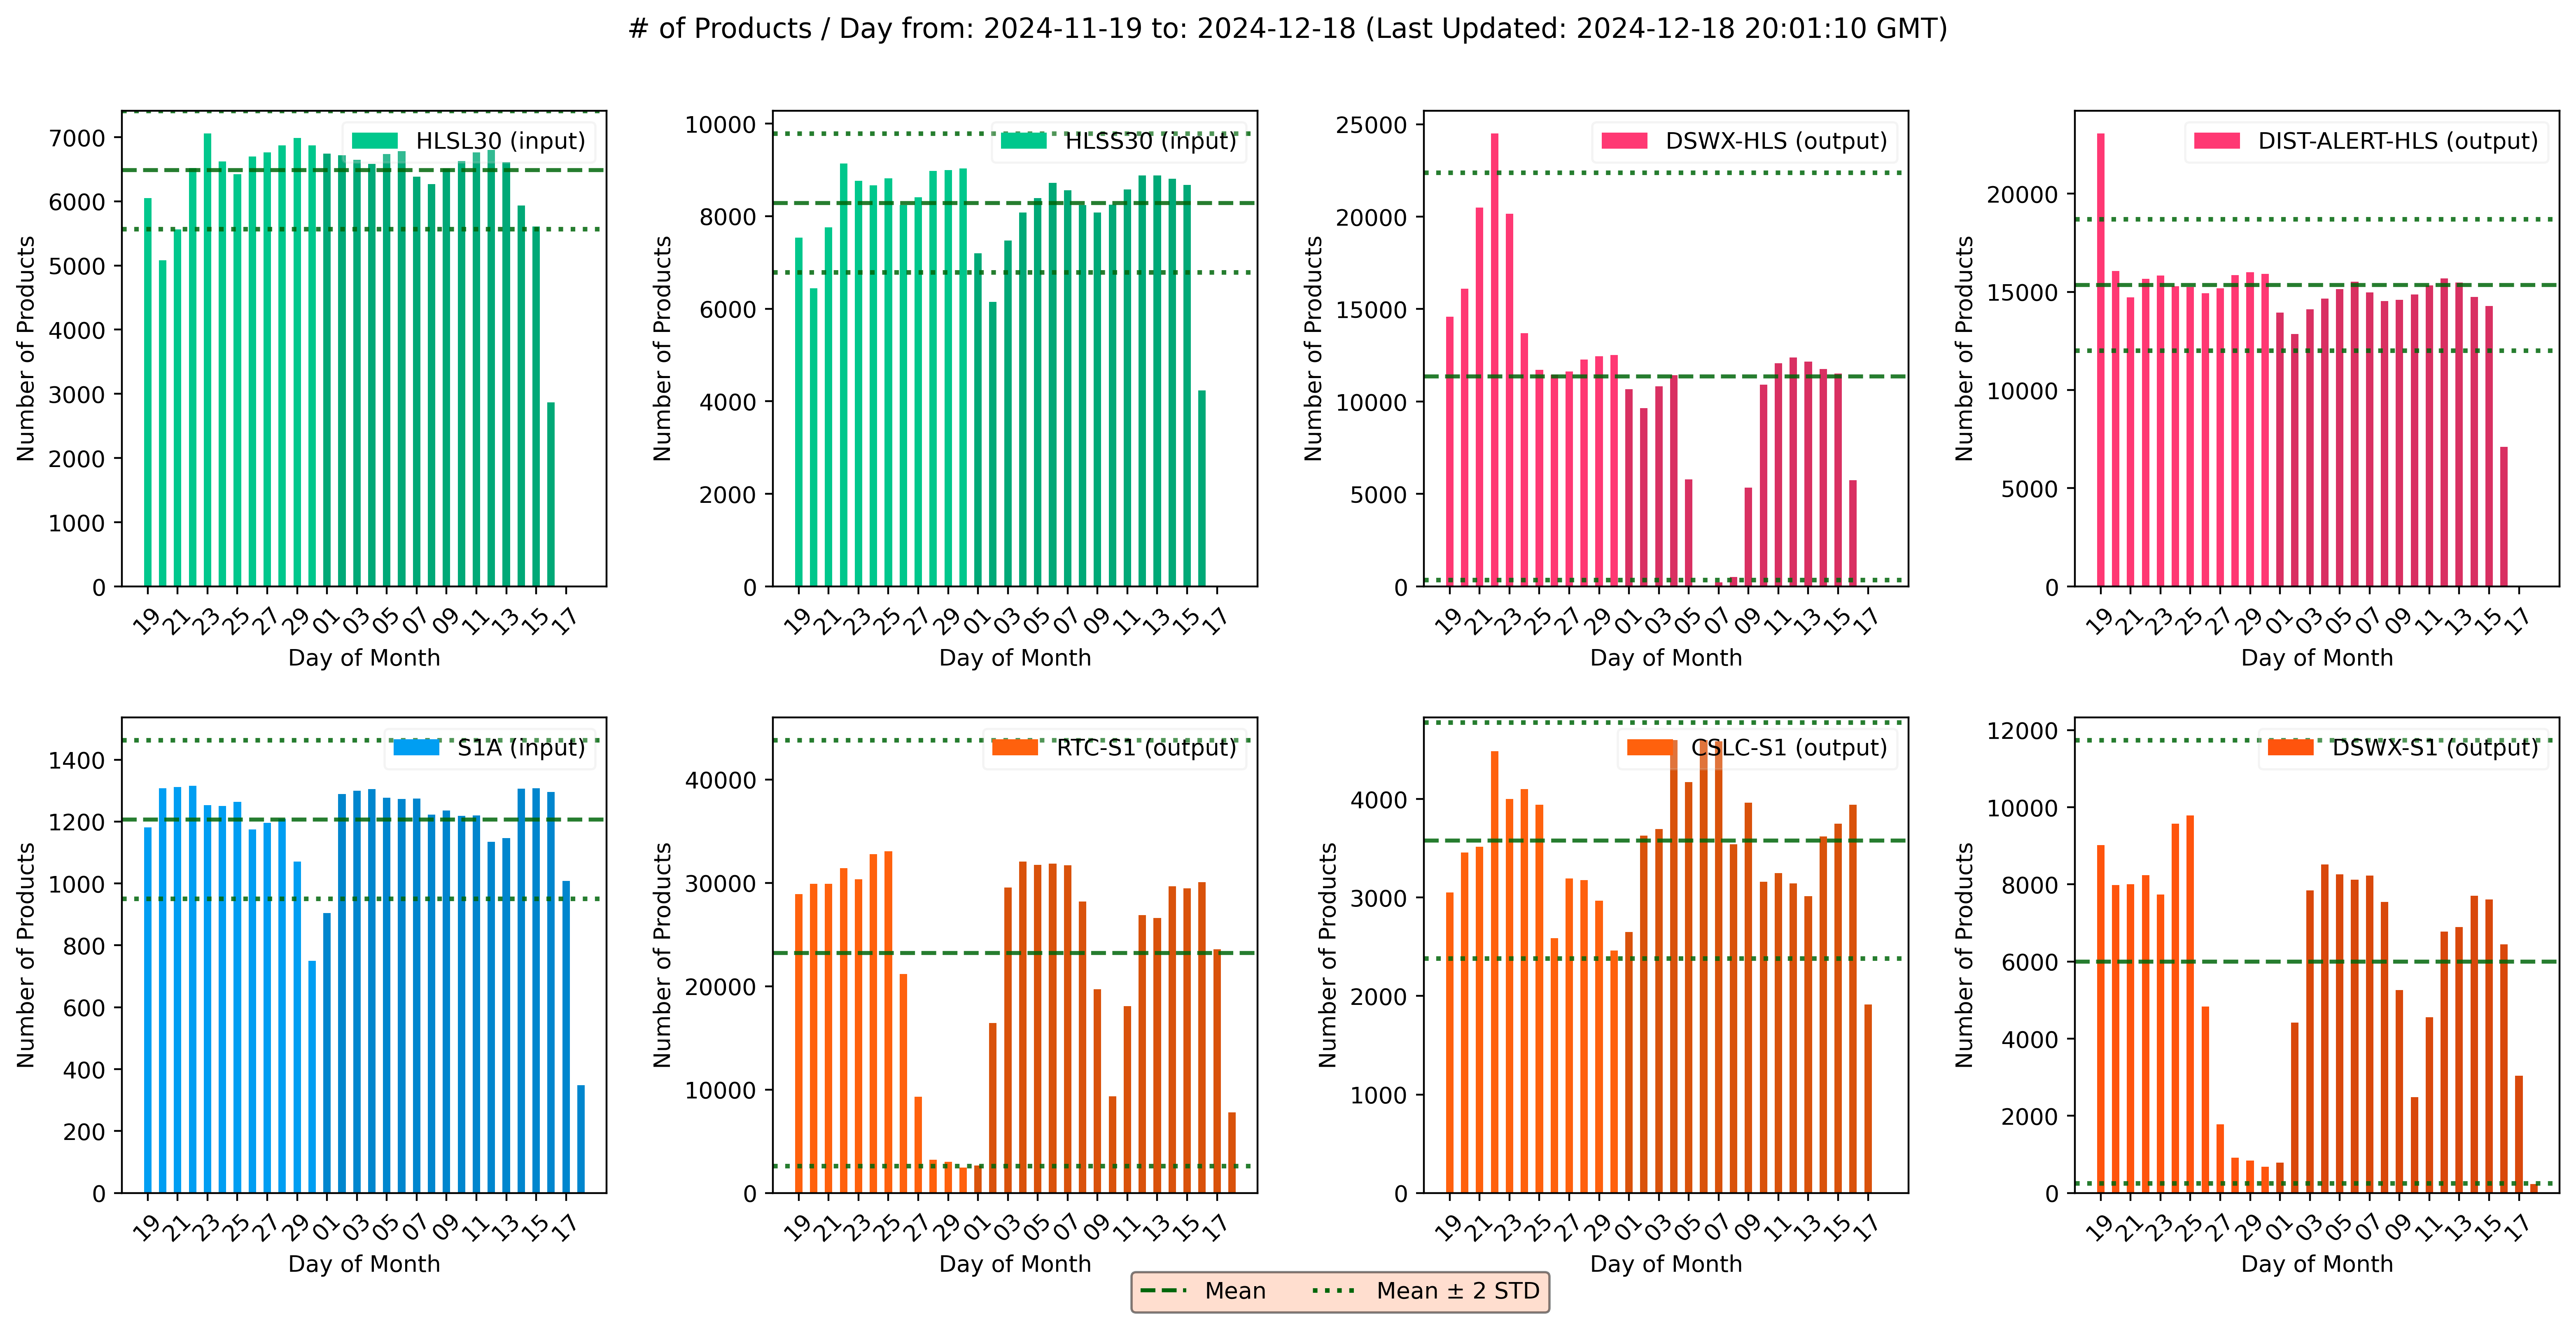 # of Products / Day from: 2024-11-19 to: 2024-12-18 (Last Updated: 2024-12-18 20:01:10 GMT)
HLSL30 (input)
Number of Products
7000
6000
5000
4000
3000
2000
1000
0
19 21 23 25 27 29 01 03 05 07 09 11 13 15 17
Day of Month
HLSS30 (input)
Number of Products
10000
8000
6000
4000
2000
0
19 21 23 25 27 29 01 03 05 07 09 11 13 15 17
Day of Month
DSWX-HLS (output)
Number of Products
25000
20000
15000
10000
5000
0
19 21 23 25 27 29 01 03 05 07 09 11 13 15 17
Day of Month
DIST-ALERT-HLS (output)
Number of Products
20000
15000
10000
5000
0
19 21 23 25 27 29 01 03 05 07 09 11 13 15 17
Day of Month
S1A (input)
Number of Products
1400
1200
1000
800
600
400
200
0
19 21 23 25 27 29 01 03 05 07 09 11 13 15 17
Day of Month
RTC-S1 (output)
Number of Products
40000
30000
20000
10000
0
19 21 23 25 27 29 01 03 05 07 09 11 13 15 17
Day of Month
CSLC-S1 (output)
Number of Products
4000
3000
2000
1000
0
19 21 23 25 27 29 01 03 05 07 09 11 13 15 17
Day of Month
DSWX-S1 (output)
Number of Products
12000
10000
8000
6000
4000
2000
0
19 21 23 25 27 29 01 03 05 07 09 11 13 15 17
Day of Month
Mean
Mean ± 2 STD